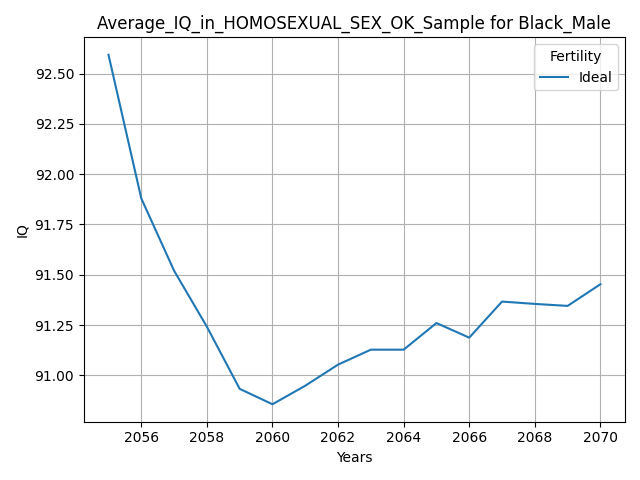 Average_IQ_in_HOMOSEXUAL_SEX_OK_Sample for Black_Male
Fertility
Ideal
92.50
92.25
92.00
91.75
91.50
91.25
91.00
IQ
2056 2058 2060 2062 2064 2066 2068 2070
Years